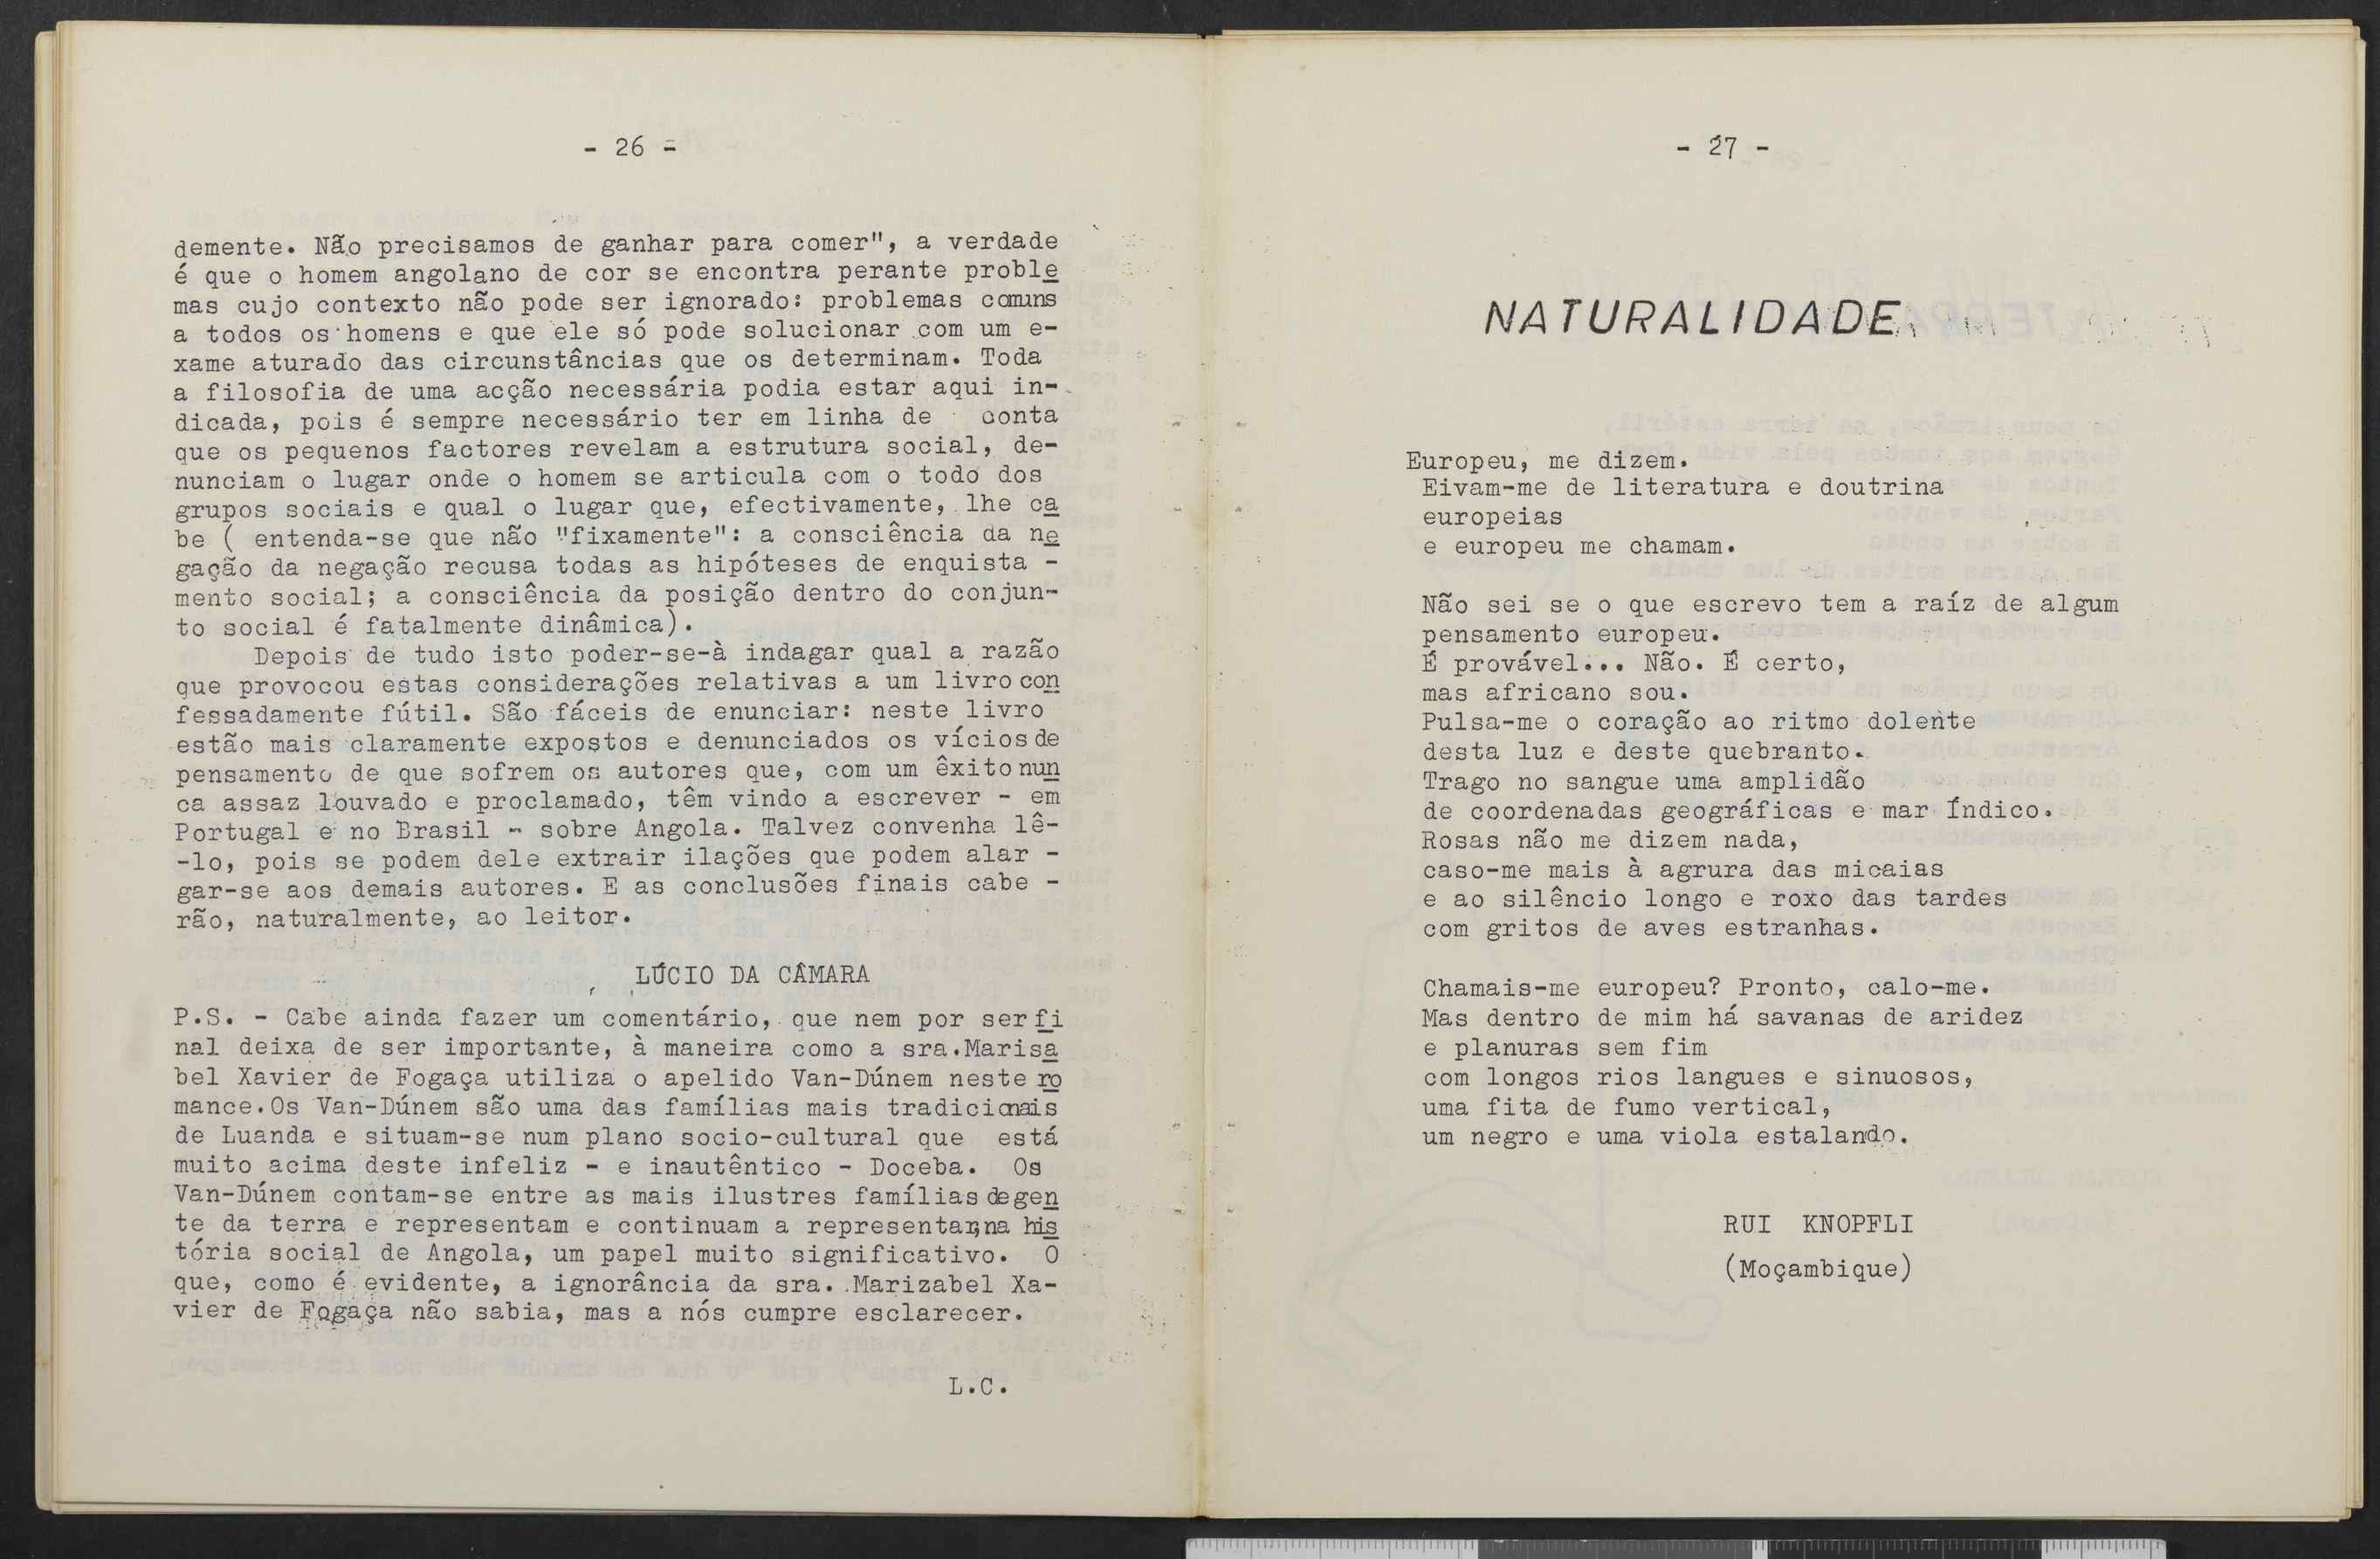 - 26 -
demente. Não precisamos de ganhar para comer", a verdade
é que o homem angolano de cor se encontra perante proble
mas cujo contexto não pode ser ignorado: problemas comuns
a todos os homens e que ele só pode solucionar com um e-
xame aturado das circunstâncias que os determinam. Toda
a filosofia de uma acção necessária podia estar aqui in-
dicada, pois é sempre necessário ter em linha de conta
que os pequenos factores revelam a estrutura social, de-
nunciam o lugar onde o homem se articula com o todo dos
grupos sociais e qual o lugar que, efectivamente, lhe ca
be ( entenda-se que não "fixamente": a consciência da ne
gação da negação recusa todas as hipóteses de enquista -
mento social; a consciência da posição dentro do conjun-
to social é fatalmente dinâmica).
Depois de tudo isto poder-se-à indagar qual a razão
que provocou estas considerações relativas a um livro con
fessadamente fútil. São fáceis de enunciar: neste livro
estão mais claramente expostos e denunciados os vícios de
pensamento de que sofrem os autores que, com um êxito nun
ca assaz louvado e proclamado, têm vindo a escrever - em
Portugal e no Brasil - sobre Angola. Talvez convenha lê-
-lo, pois se podem dele extrair ilações que podem alar -
gar-se aos demais autores. E as conclusões finais cabe -
rão, naturalmente, ao leitor.
LÚCIO DA CÂMARA
P.S. - Cabe ainda fazer um comentário, que nem por ser fi
nal deixa de ser importante, à maneira como a sra.Marisa
bel Xavier de Fogaça utiliza o apelido Van-Dúnem neste ro
mance.Os Van-Dúnem são uma das famílias mais tradicionais
de Luanda e situam-se num plano socio-cultural que está
muito acima deste infeliz - e inautêntico - Doceba. Os
Van-Dúnem contam-se entre as mais ilustres famílias de gen
te da terra e representam e continuam a representar,na his
tória social de Angola, um papel muito significativo. O
que, como é evidente, a ignorância da sra. Marizabel Xa-
vier de Fogaça não sabia, mas a nós cumpre esclarecer.
L.C.
- 27 -
NATURALIDADE
Europeu, me dizem.
Eivam-me de literatura e doutrina
europeias
e europeu me chamam.
Não sei se o que escrevo tem a raíz de algum
pensamento europeu.
É provável... Não. É certo,
mas africano sou.
Pulsa-me o coração ao ritmo dolente
desta luz e deste quebranto.
Trago no sangue uma amplidão
de coordenadas geográficas e mar Índico.
Rosas não me dizem nada,
caso-me mais à agrura das micaias
e ao silêncio longo e roxo das tardes
com gritos de aves estranhas.
Chamais-me europeu? Pronto, calo-me.
Mas dentro de mim há savanas de aridez
e planuras sem fim
com longos rios langues e sinuosos,
uma fita de fumo vertical,
um negro e uma viola estalando.
RUI KNOPFLI
(Moçambique)